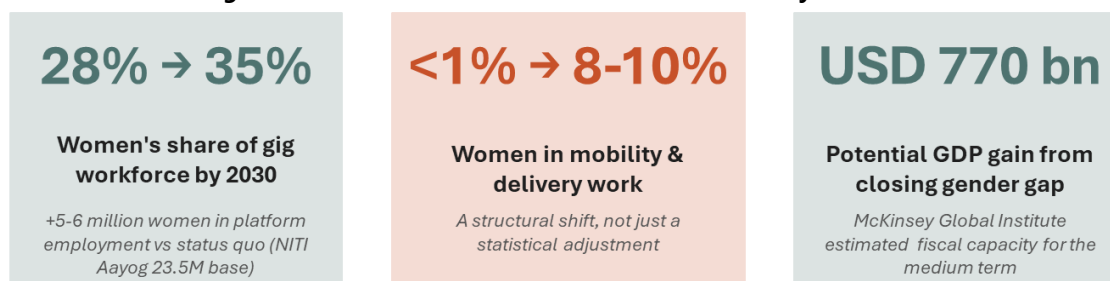 28% → 35%
Women's share of gig
workforce by 2030
+5-6 million women in platform
employment vs status quo (NITI
Aayog 23.5M base)
<1% → 8-10%
Women in mobility &
delivery work
A structural shift, not just a
statistical adjustment
USD 770 bn
Potential GDP gain from
closing gender gap
McKinsey Global Institute
estimated fiscal capacity for the
medium term